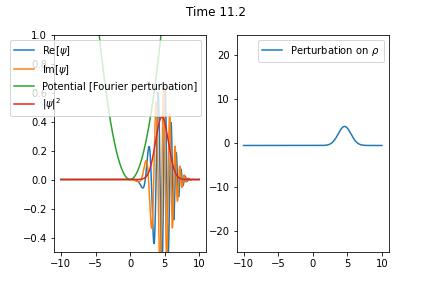 Time 11.2
Re[ψ]
Im[ψ]
Potential [Fourier perturbation]
|ψ|²
1.0
0.8
0.6
0.4
0.2
0.0
−0.2
−0.4
−10 −5 0 5 10
Perturbation on ρ
20
10
0
−10
−20
−10 −5 0 5 10